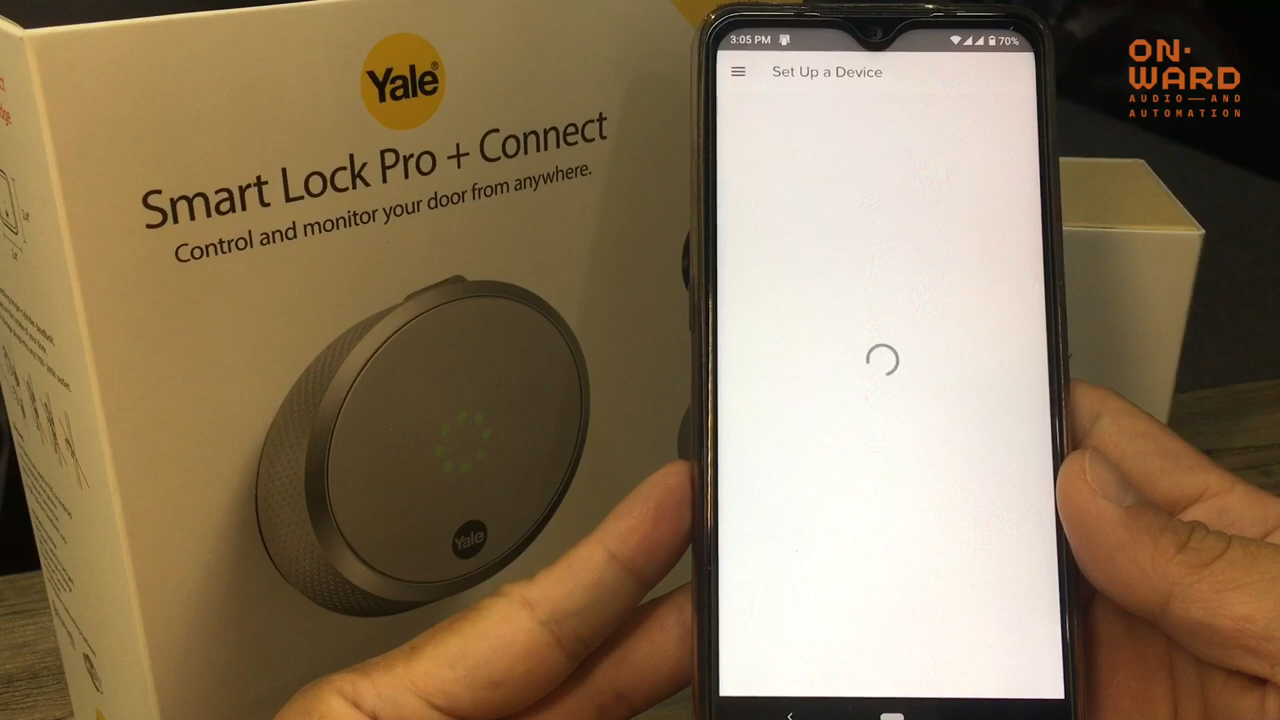 Yale®
Smart Lock Pro + Connect
Control and monitor your door from anywhere.
Yale
3:05 PM
70%
Set Up a Device
ON-
WARD
AUDIO—AND
AUTOMATION